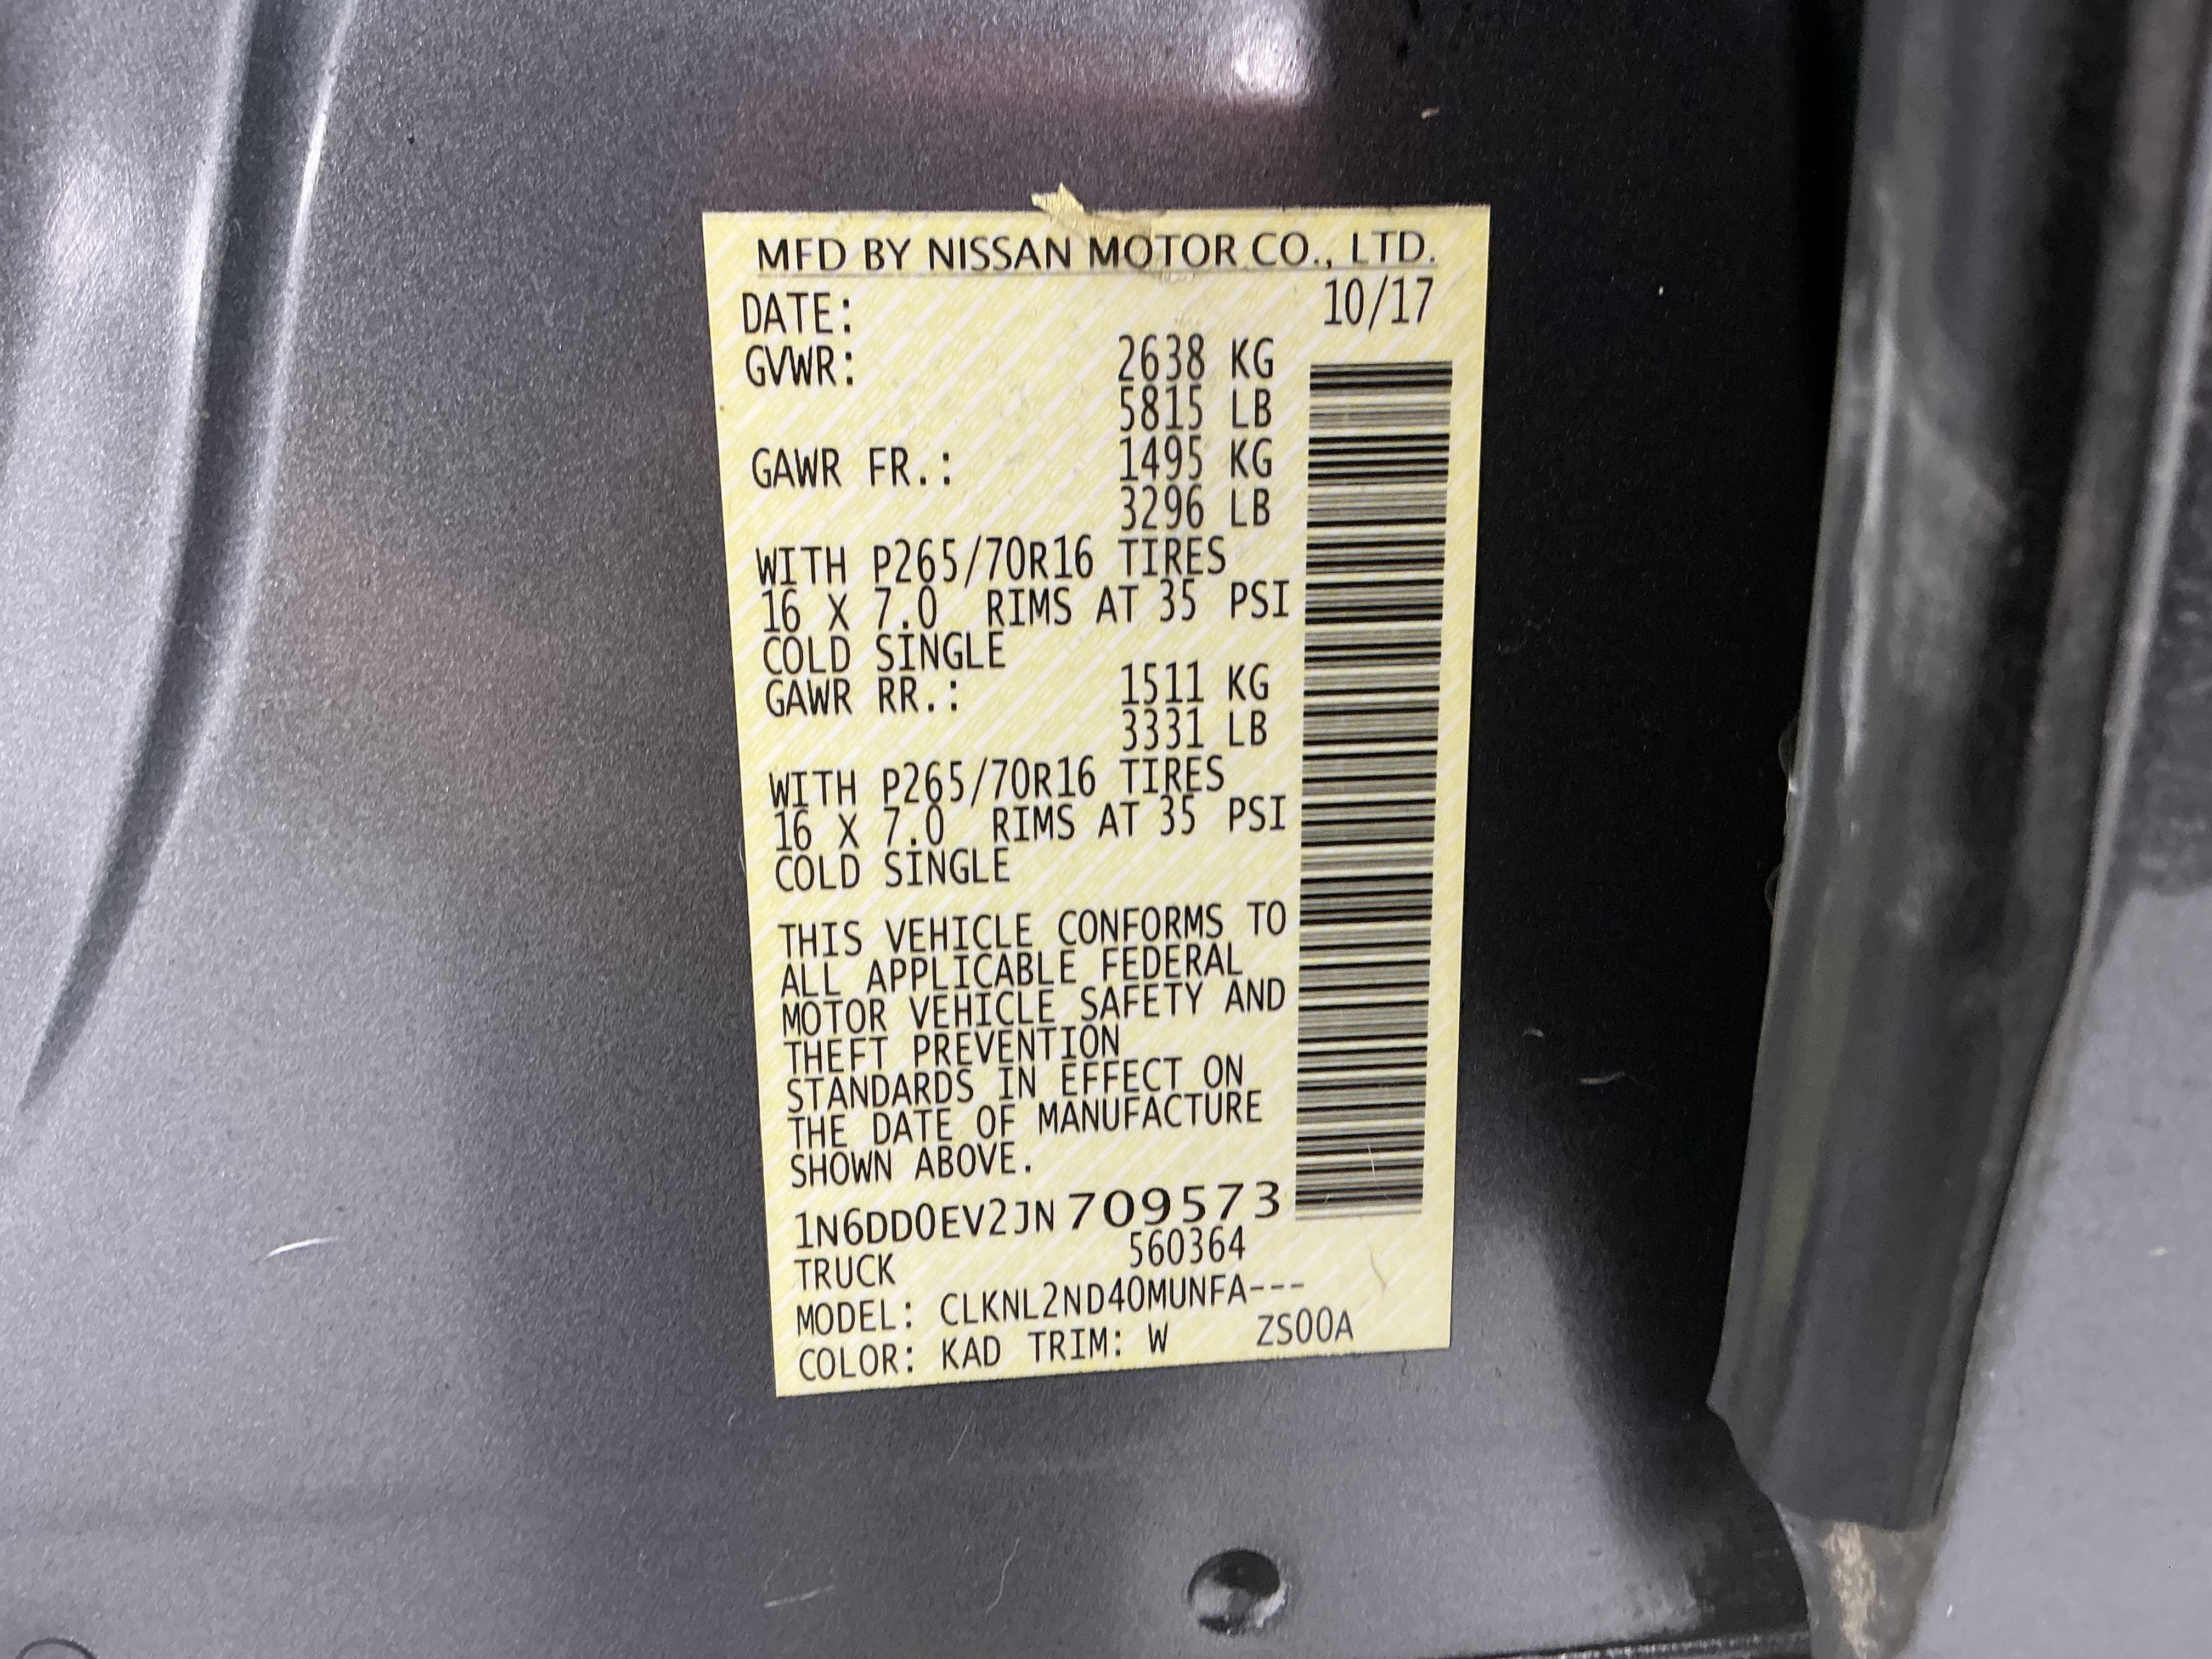 MFD BY NISSAN MOTOR CO., LTD.
DATE: 10/17
GVWR: 2638 KG
5815 LB
GAWR FR.: 1495 KG
3296 LB
WITH P265/70R16 TIRES
16 X 7.0 RIMS AT 35 PSI
COLD SINGLE
GAWR RR.: 1511 KG
3331 LB
WITH P265/70R16 TIRES
16 X 7.0 RIMS AT 35 PSI
COLD SINGLE
THIS VEHICLE CONFORMS TO
ALL APPLICABLE FEDERAL
MOTOR VEHICLE SAFETY AND
THEFT PREVENTION
STANDARDS IN EFFECT ON
THE DATE OF MANUFACTURE
SHOWN ABOVE.
1N6DD0EV2JN709573
TRUCK 560364
MODEL: CLKNL2ND40MUNFA---
COLOR: KAD TRIM: W ZS00A